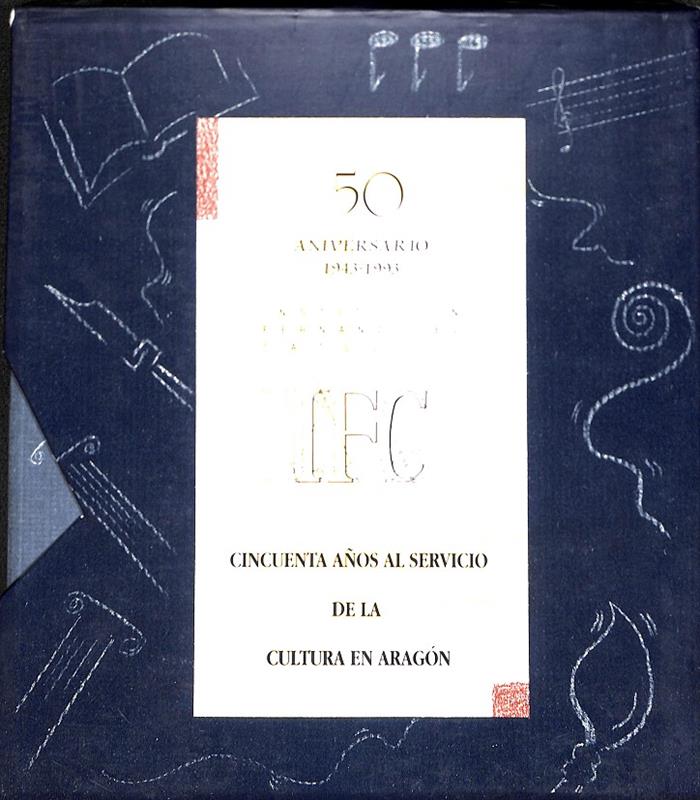 50
ANIVERSARIO
1943-1993
IFC
CINCUENTA AÑOS AL SERVICIO
DE LA
CULTURA EN ARAGÓN